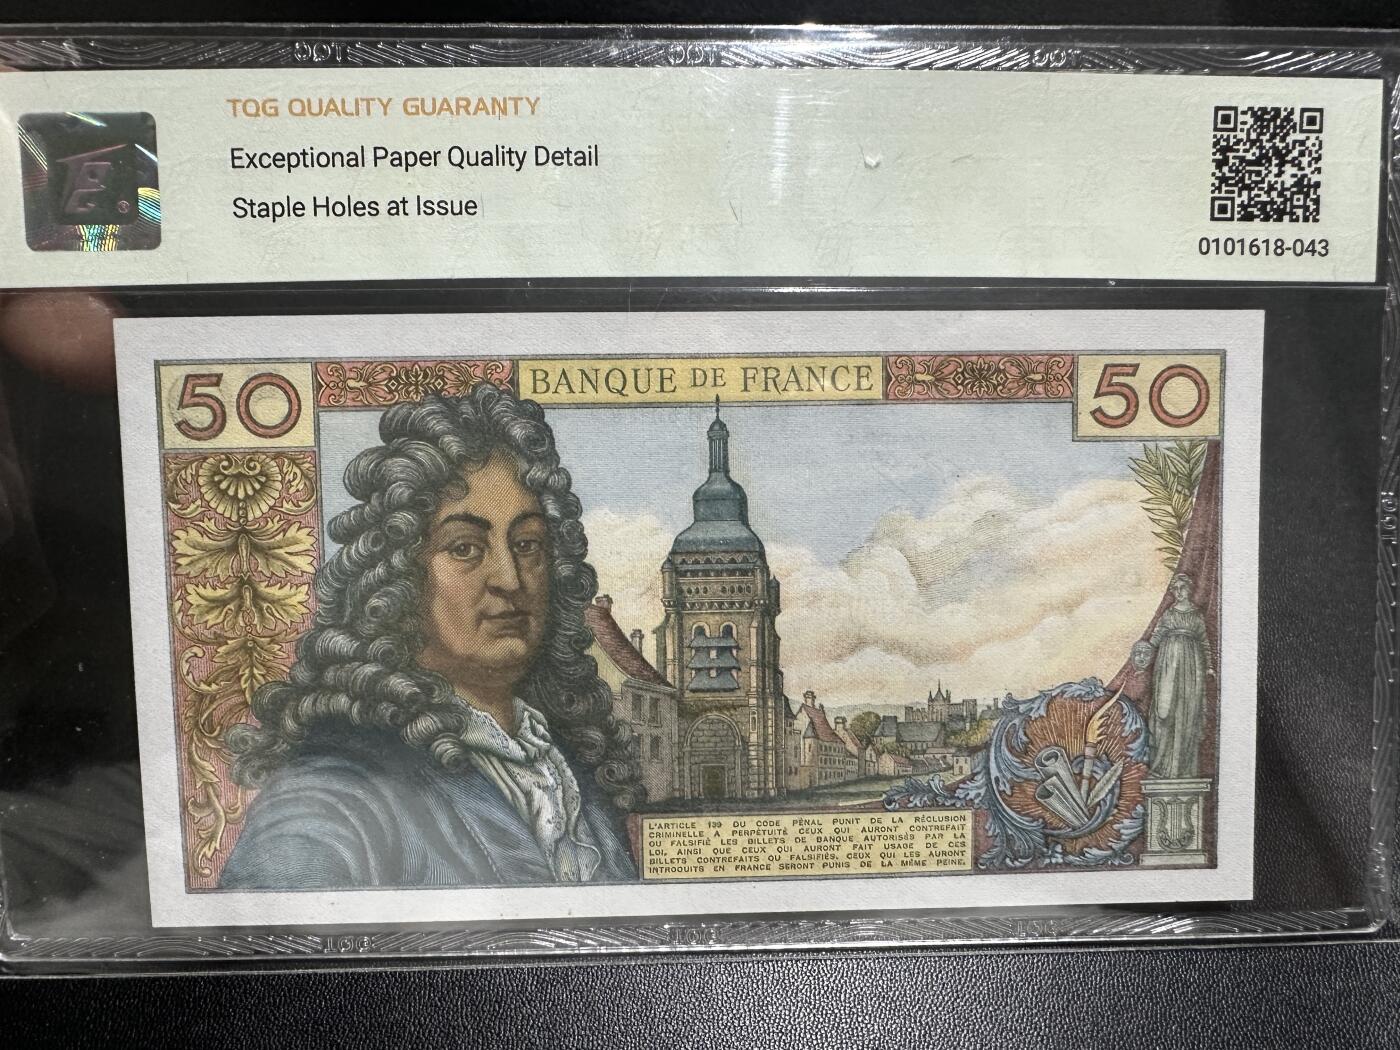 TQG QUALITY GUARANTY
Exceptional Paper Quality Detail
Staple Holes at Issue
0101618-043
50
BANQUE DE FRANCE
50
L'ARTICLE 139 DU CODE PÉNAL PUNIT DE LA RÉCLUSION
CRIMINELLE A PERPÉTUITÉ CEUX QUI AURONT CONTREFAIT
OU FALSIFIÉ LES BILLETS DE BANQUE AUTORISÉS PAR LA
LOI, AINSI QUE CEUX QUI AURONT FAIT USAGE DE CES
BILLETS CONTREFAITS OU FALSIFIÉS. CEUX QUI LES AURONT
INTRODUITS EN FRANCE SERONT PUNIS DE LA MÊME PEINE.